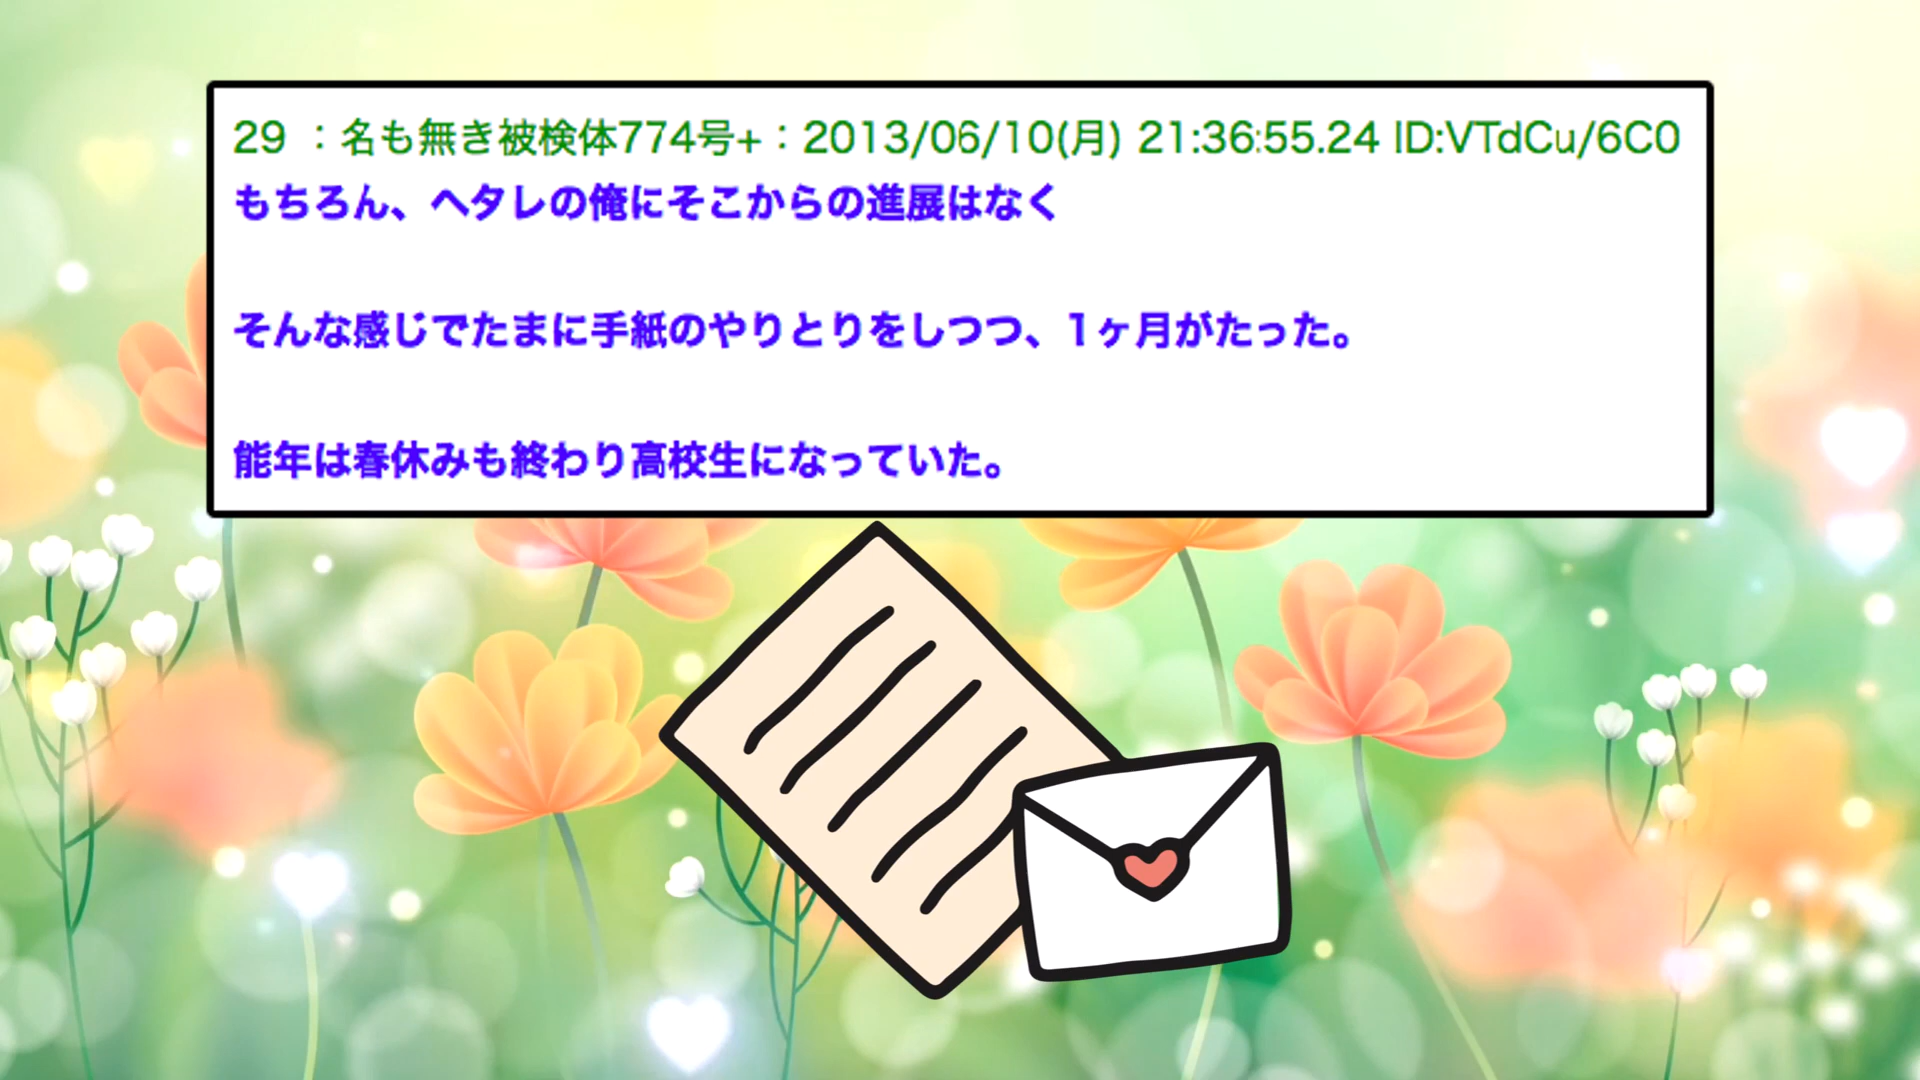 29 ：名も無き被検体774号+：2013/06/10(月) 21:36:55.24 ID:VTdCu/6C0
もちろん、ヘタレの俺にそこからの進展はなく
そんな感じでたまに手紙のやりとりをしつつ、1ヶ月がたった。
能年は春休みも終わり高校生になっていた。